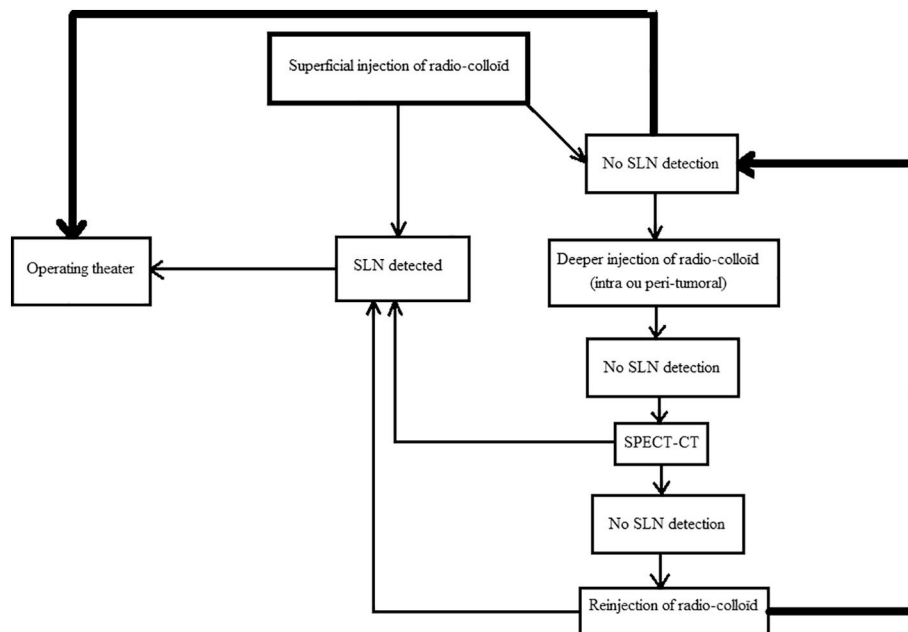 Superficial injection of radio-colloïd
No SLN detection
Operating theater
SLN detected
Deeper injection of radio-colloïd
(intra ou peri-tumoral)
No SLN detection
SPECT-CT
No SLN detection
Reinjection of radio-colloïd